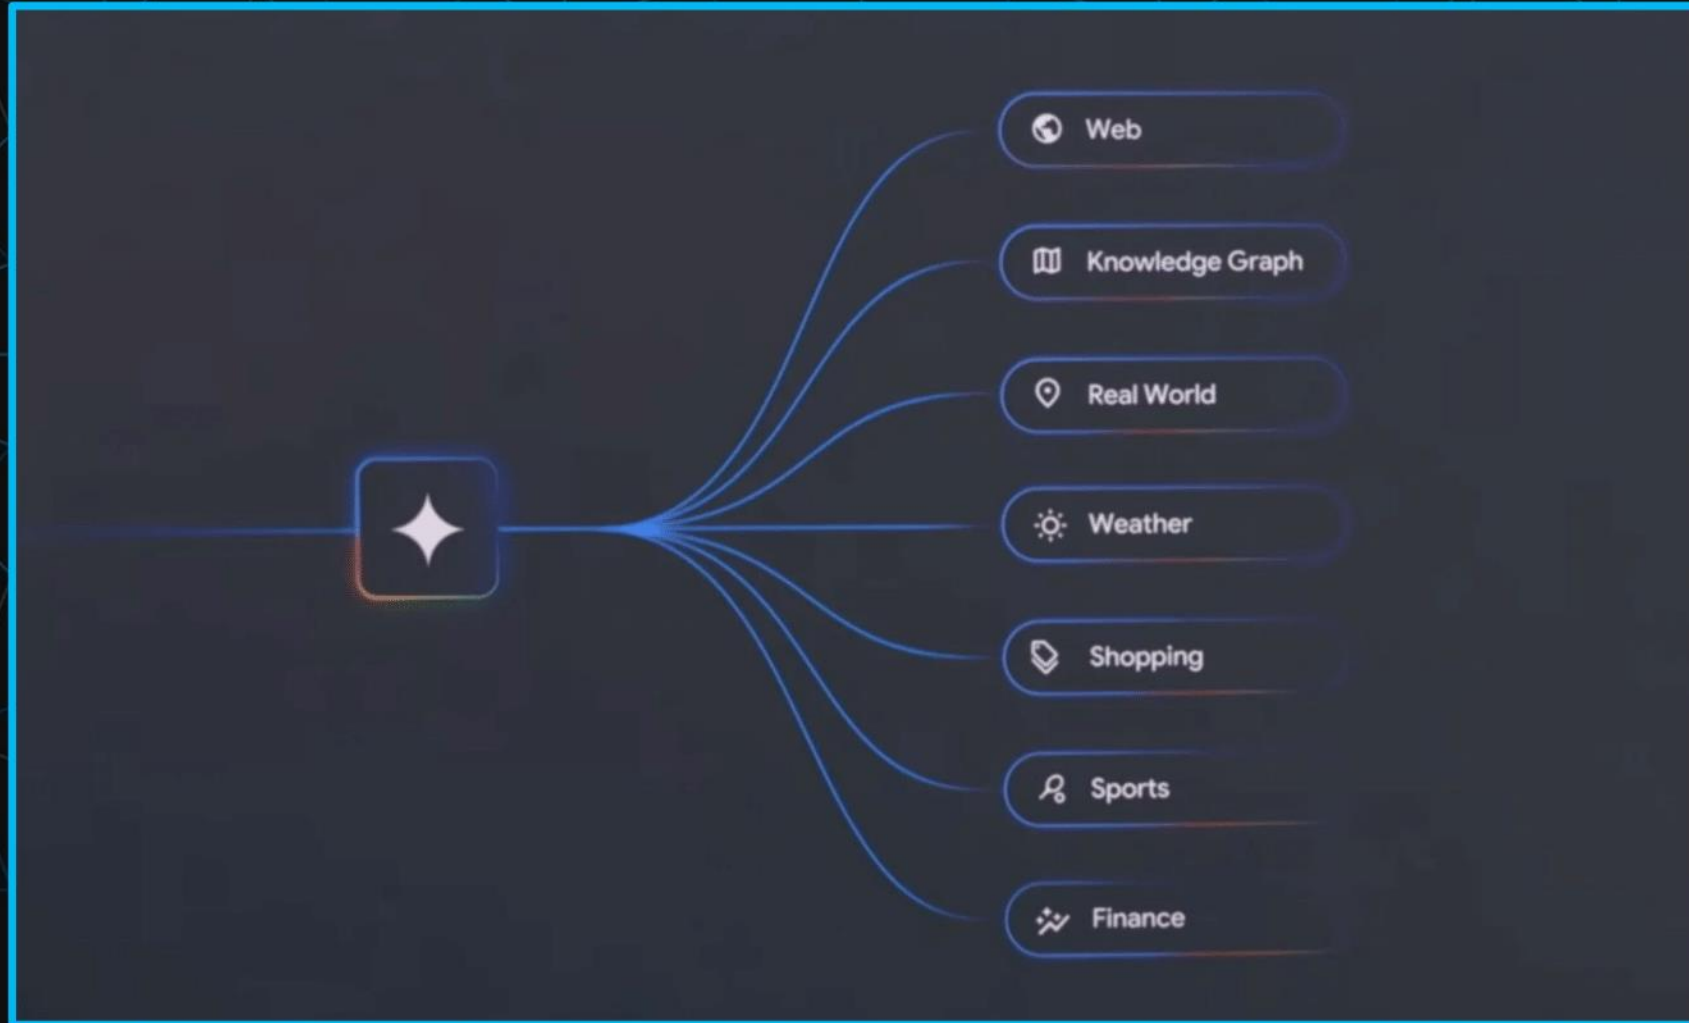 Web
Knowledge Graph
Real World
Weather
Shopping
Sports
Finance